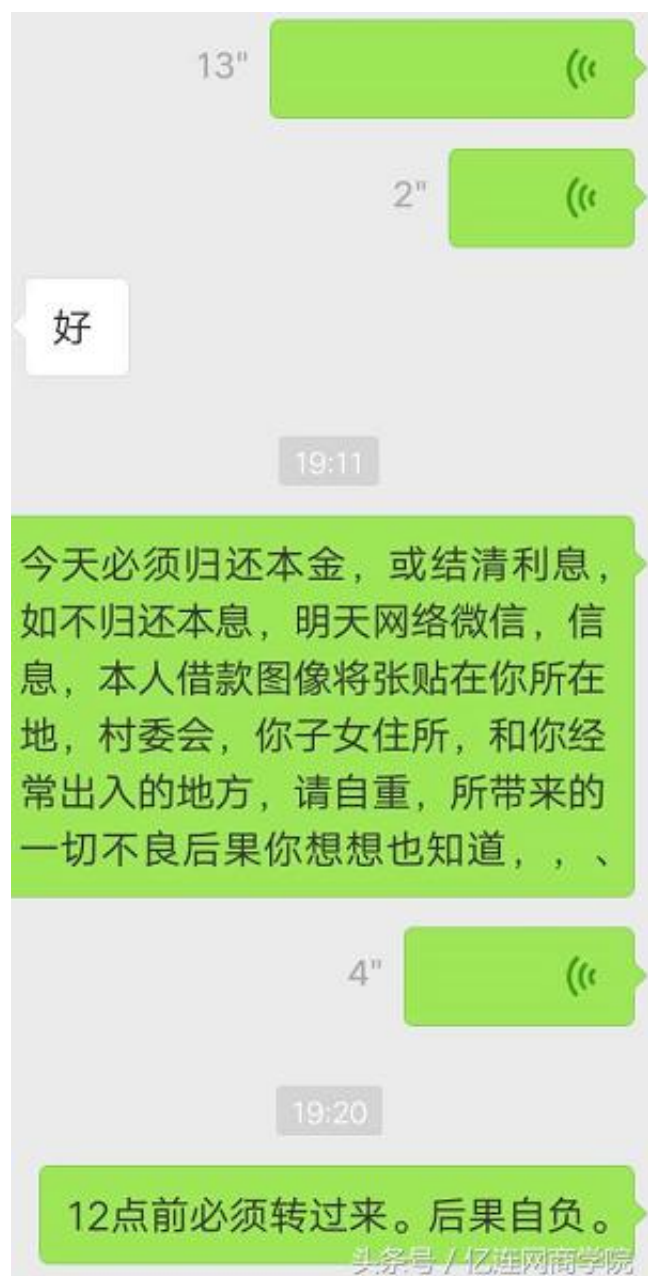 13"
2"
好
19:11
今天必须归还本金，或结清利息，
如不归还本息，明天网络微信，信
息，本人借款图像将张贴在你所在
地，村委会，你子女住所，和你经
常出入的地方，请自重，所带来的
一切不良后果你想想也知道，，、
4"
19:20
12点前必须转过来。后果自负。
头条号 / 亿连网商学院